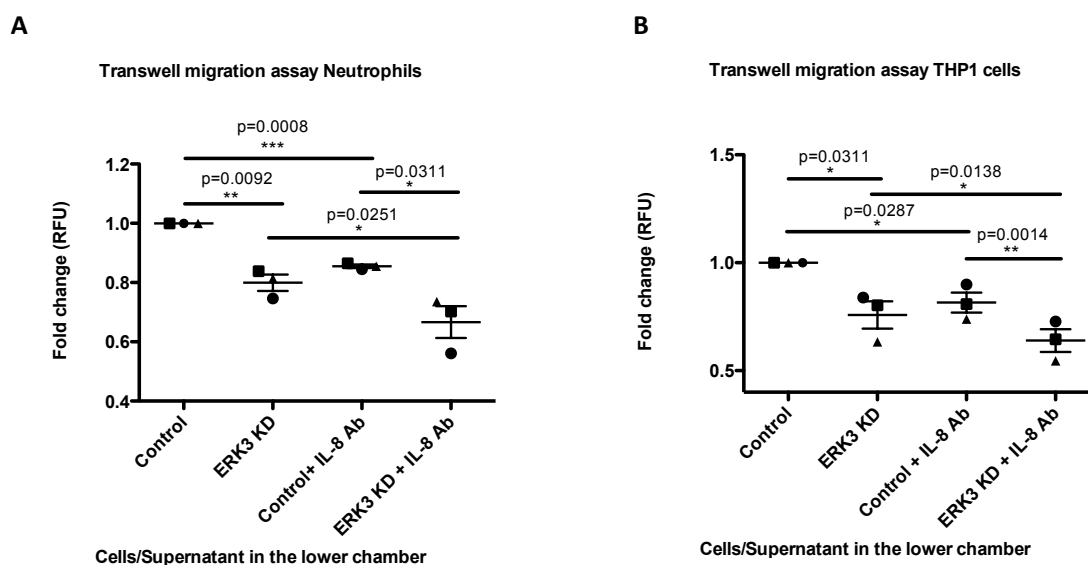 A
Transwell migration assay Neutrophils
p=0.0008
***
p=0.0311
*
p=0.0092
**
p=0.0251
*
1.2
1.0
0.8
0.6
0.4
Fold change (RFU)
Control
ERK3 KD
Control+ IL-8 Ab
ERK3 KD + IL-8 Ab
Cells/Supernatant in the lower chamber
B
Transwell migration assay THP1 cells
p=0.0311
*
p=0.0138
*
p=0.0287
*
p=0.0014
**
1.5
1.0
0.5
Fold change (RFU)
Control
ERK3 KD
Control + IL-8 Ab
ERK3 KD + IL-8 Ab
Cells/Supernatant in the lower chamber